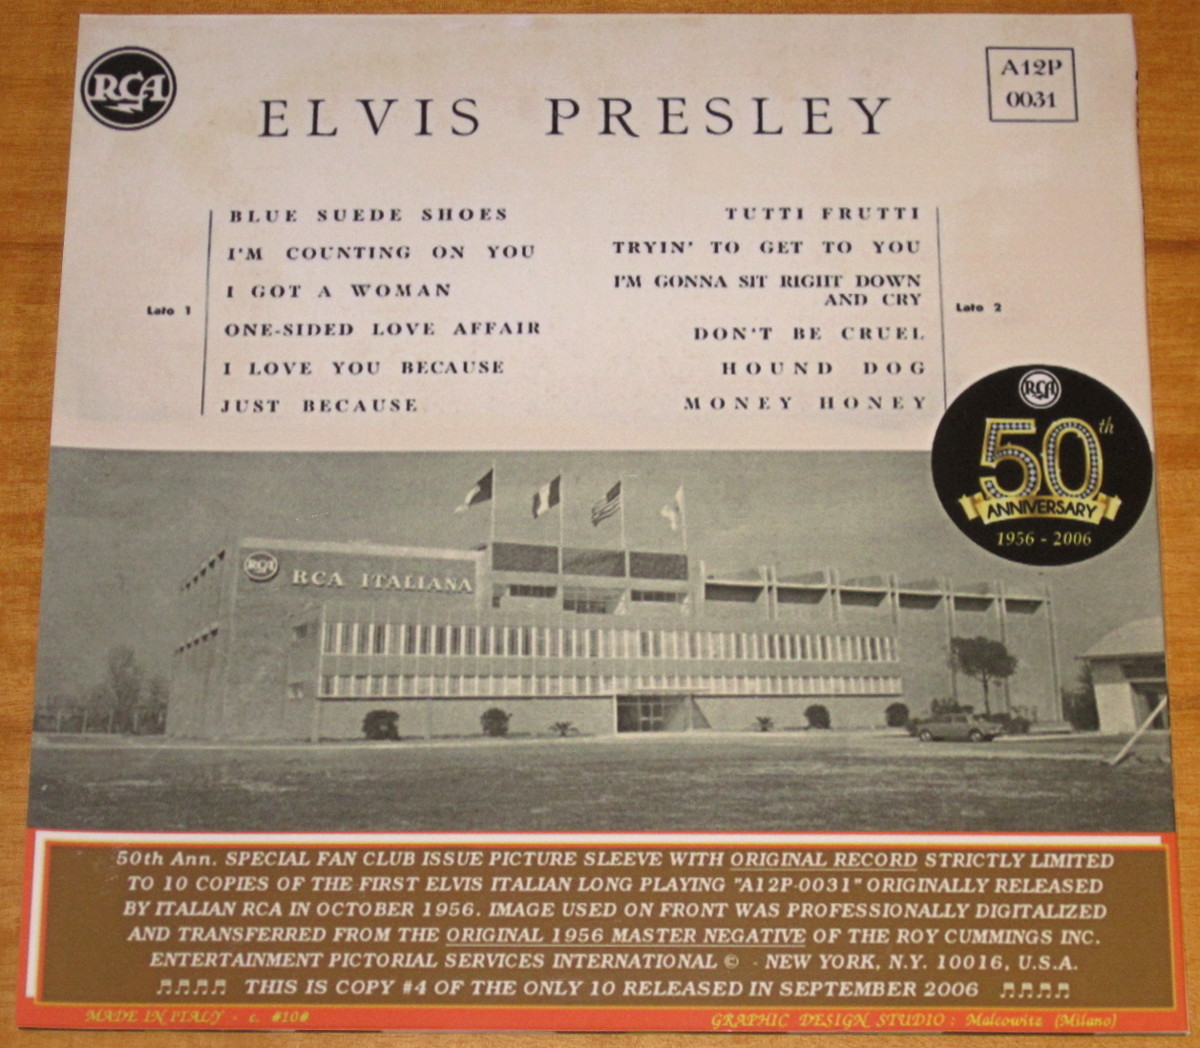 RCA
ELVIS PRESLEY
A12P
0031
Lato 1
BLUE SUEDE SHOES
I'M COUNTING ON YOU
I GOT A WOMAN
ONE-SIDED LOVE AFFAIR
I LOVE YOU BECAUSE
JUST BECAUSE
TUTTI FRUTTI
TRYIN' TO GET TO YOU
I'M GONNA SIT RIGHT DOWN
AND CRY
DON'T BE CRUEL
HOUND DOG
MONEY HONEY
Lato 2
RCA
50th
ANNIVERSARY
1956 - 2006
RCA RCA ITALIANA
50th Ann. SPECIAL FAN CLUB ISSUE PICTURE SLEEVE WITH ORIGINAL RECORD STRICTLY LIMITED
TO 10 COPIES OF THE FIRST ELVIS ITALIAN LONG PLAYING "A12P-0031" ORIGINALLY RELEASED
BY ITALIAN RCA IN OCTOBER 1956. IMAGE USED ON FRONT WAS PROFESSIONALLY DIGITALIZED
AND TRANSFERRED FROM THE ORIGINAL 1956 MASTER NEGATIVE OF THE ROY CUMMINGS INC.
ENTERTAINMENT PICTORIAL SERVICES INTERNATIONAL © - NEW YORK, N.Y. 10016, U.S.A.
♬♬♬♬ THIS IS COPY #4 OF THE ONLY 10 RELEASED IN SEPTEMBER 2006 ♬♬♬♬
MADE IN ITALY - c. #10#
GRAPHIC DESIGN STUDIO: Malcowitz (Milano)